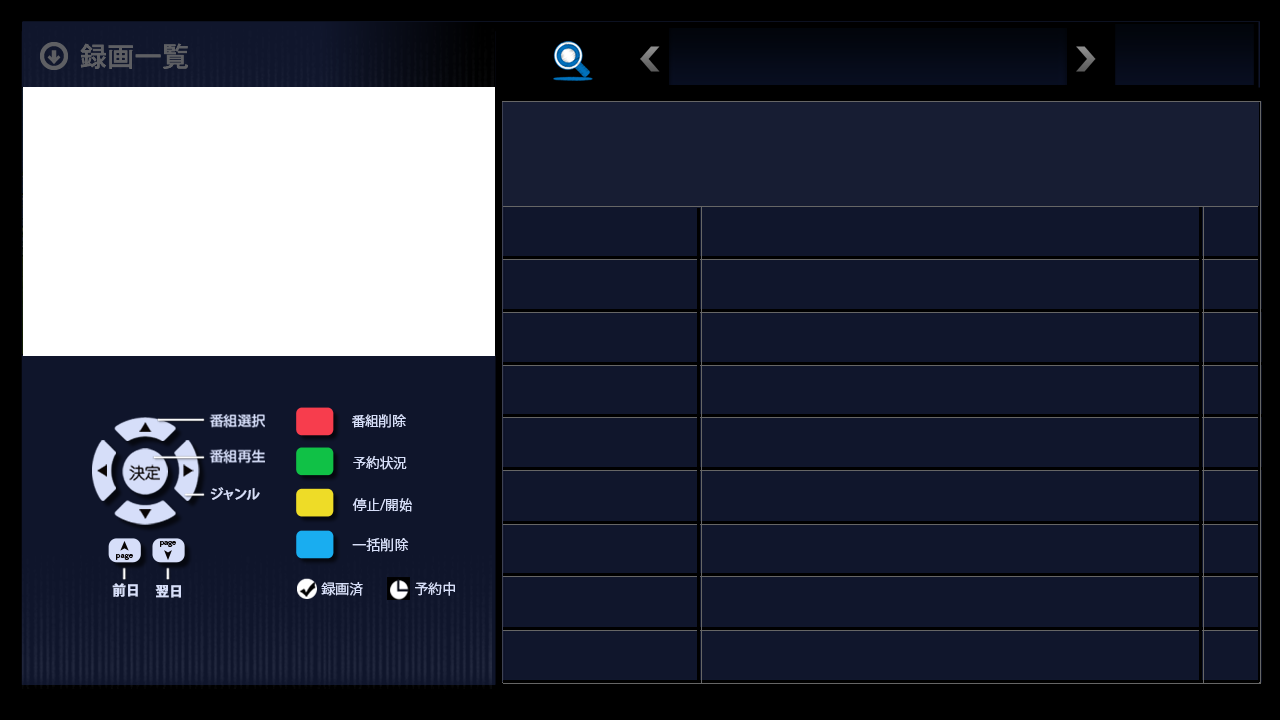 録画一覧
番組選択
番組再生
ジャンル
決定
page
page
前日
翌日
番組削除
予約状況
停止/開始
一括削除
録画済
予約中